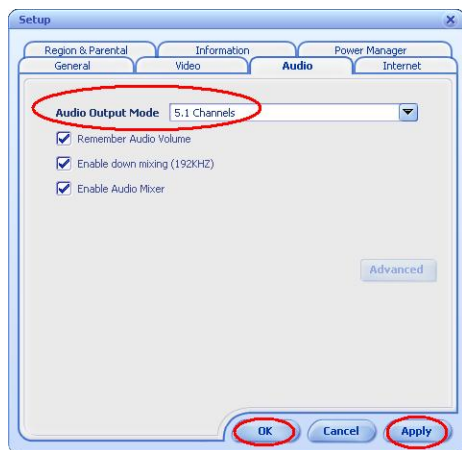 Setup
Region & Parental Information Power Manager
General Video Audio Internet
Audio Output Mode 5.1 Channels
Remember Audio Volume
Enable down mixing (192KHZ)
Enable Audio Mixer
Advanced
OK Cancel Apply